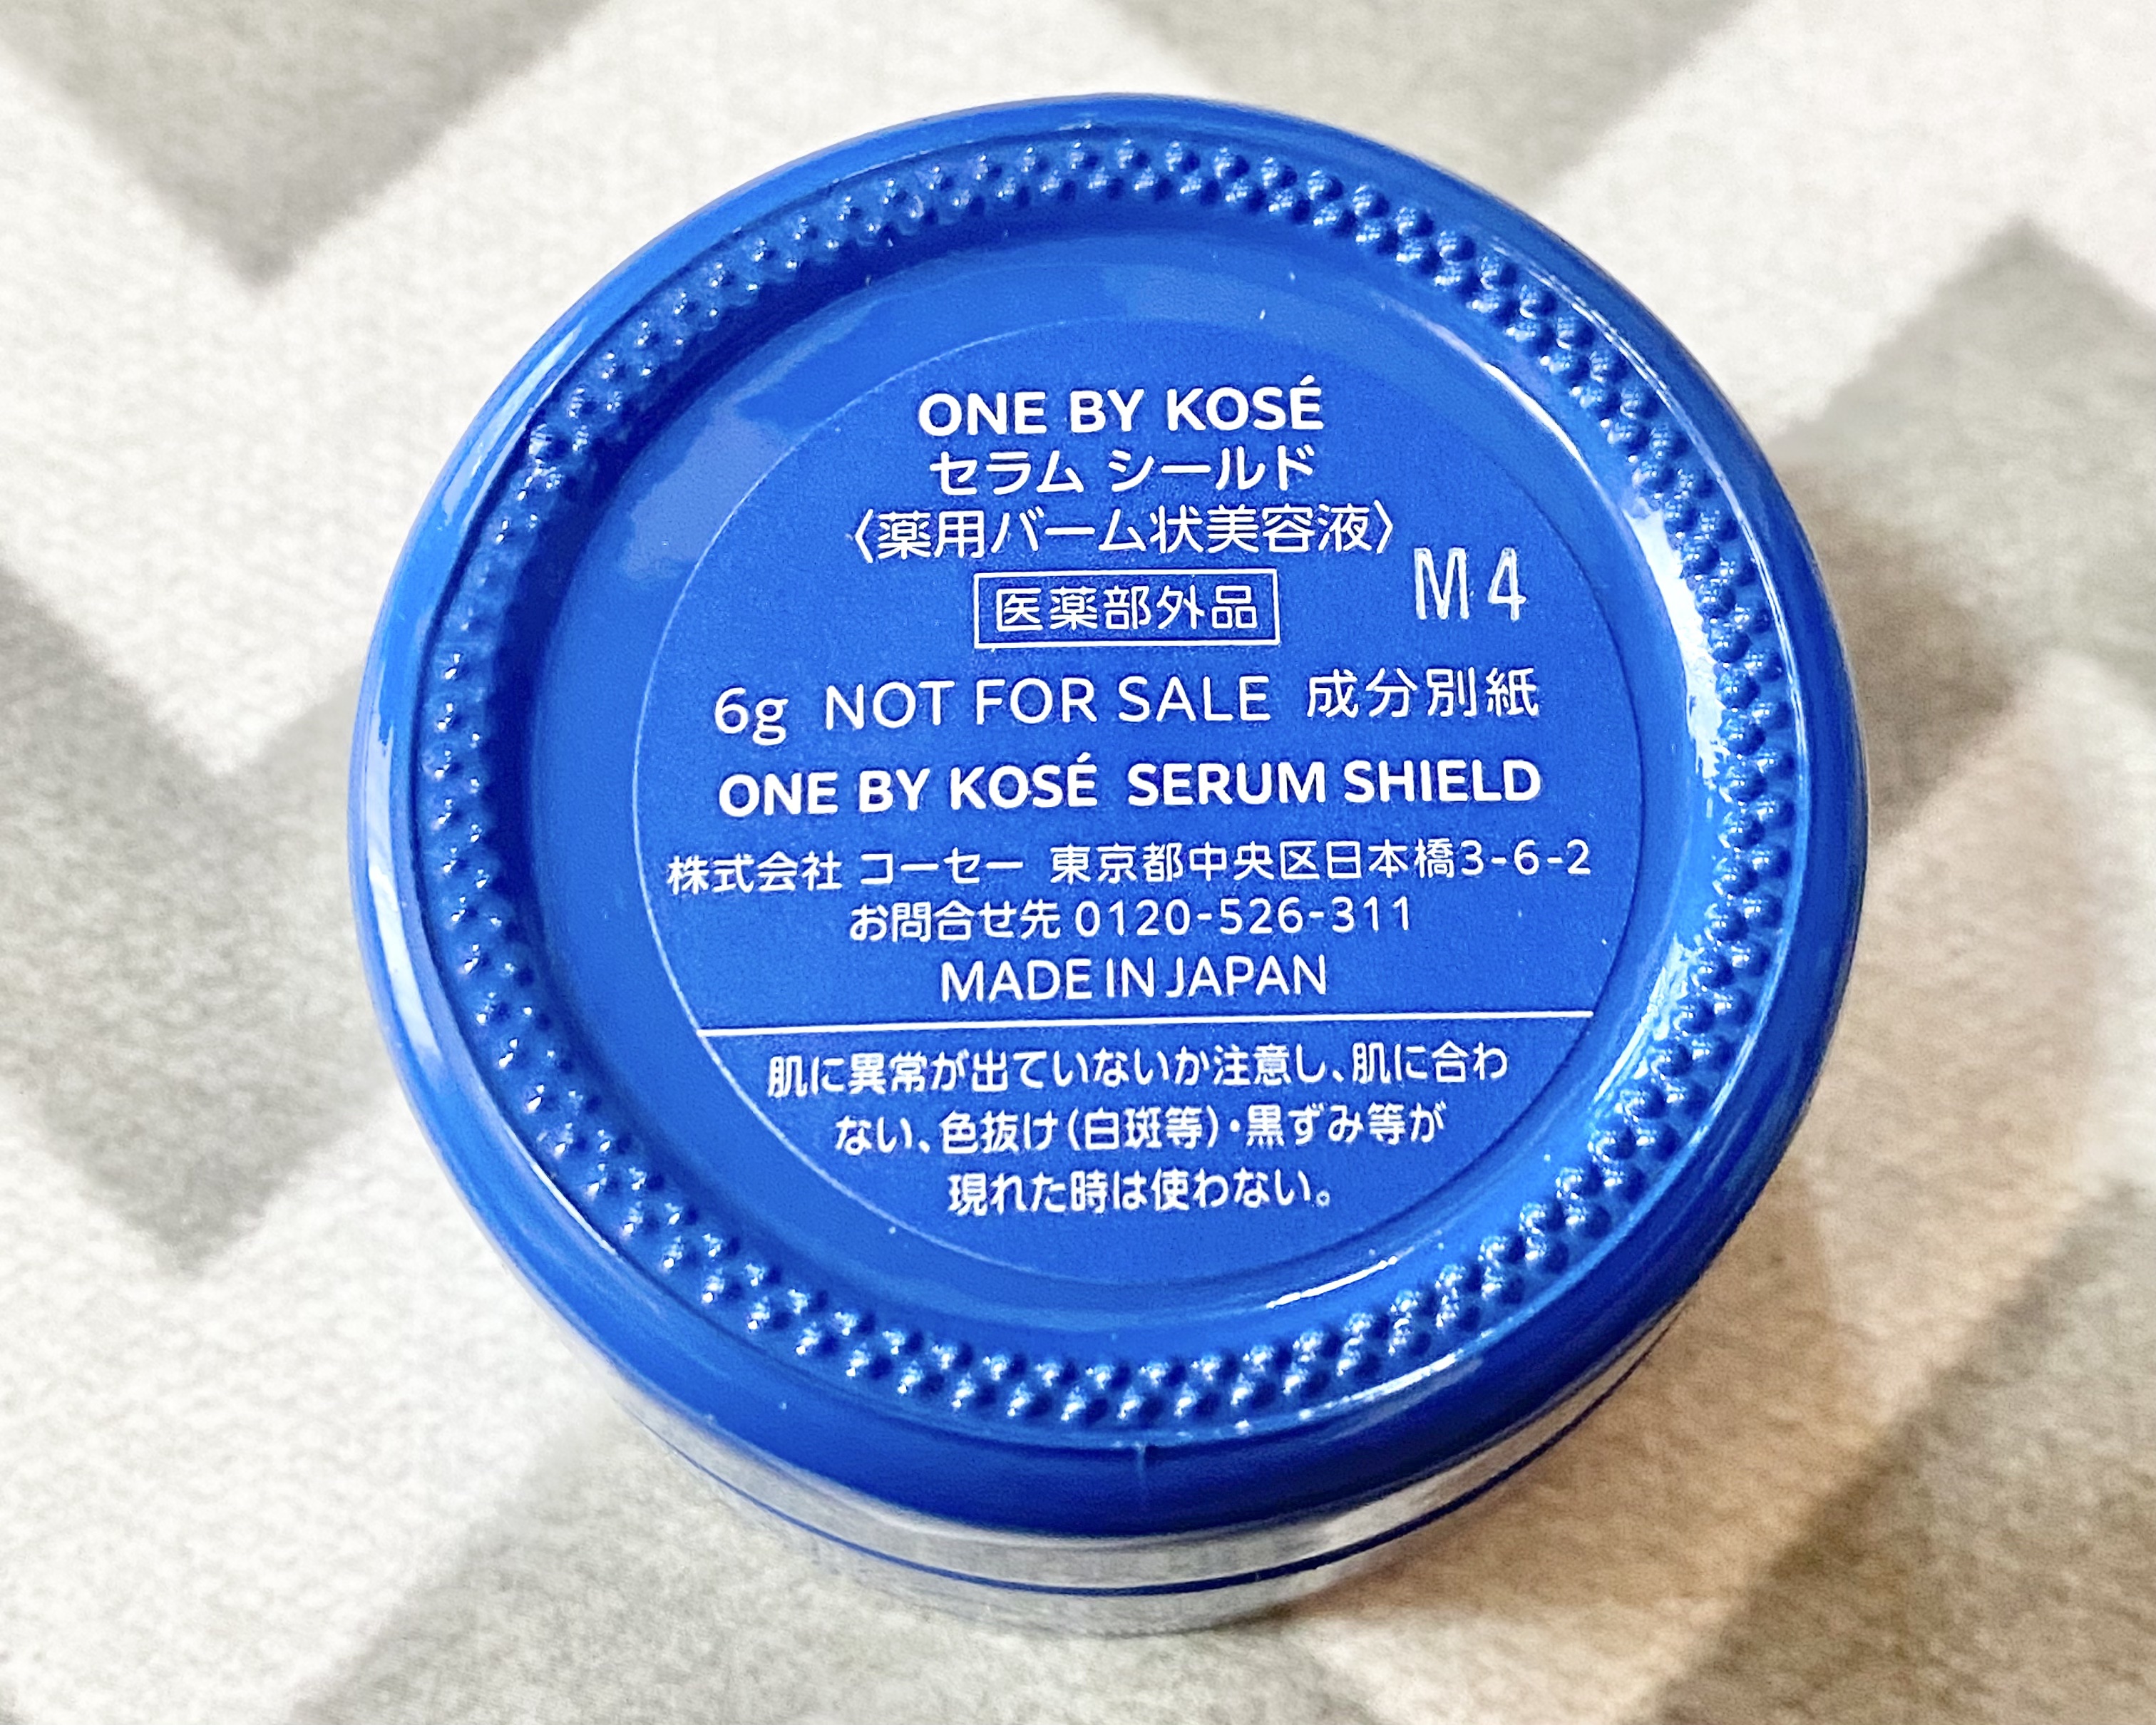 ONE BY KOSÉ
セラム シールド
〈薬用バーム状美容液〉
M4
医薬部外品
6g NOT FOR SALE 成分別紙
ONE BY KOSÉ SERUM SHIELD
株式会社 コーセー 東京都中央区日本橋3-6-2
お問合せ先 0120-526-311
MADE IN JAPAN
肌に異常が出ていないか注意し、肌に合わ
ない、色抜け(白斑等)・黒ずみ等が
現れた時は使わない。